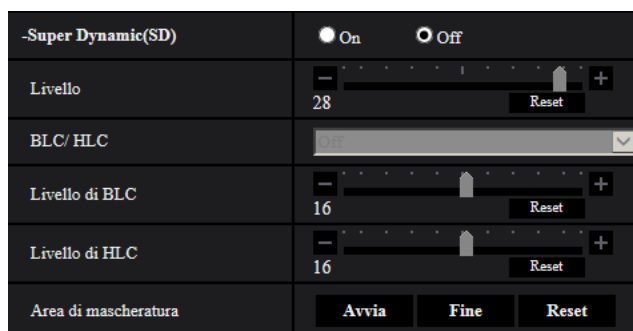 -Super Dynamic(SD) On Off
Livello
28 Reset
BLC/ HLC Off
Livello di BLC
16 Reset
Livello di HLC
16 Reset
Area di mascheratura Avvia Fine Reset